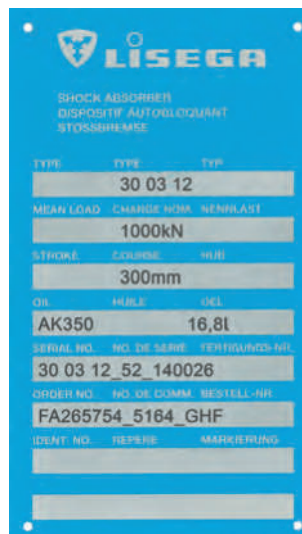 LISEGA
SHOCK ABSORBER
DISPOSITIF AUTOBLOQUANT
STOSSBREMSE
TYPE TYPE TYP
30 03 12
MEAN LOAD CHARGE NOM. NENNLAST
1000kN
STROKE COURSE HUB
300mm
OIL HUILE OEL
AK350 16,8l
SERIAL NO. NO. DE SERIE FERTIGUNGS-NR.
30 03 12_52_140026
ORDER NO. NO. DE COMM. BESTELL-NR.
FA265754_5164_GHF
IDENT. NO. REPERE MARKIERUNG